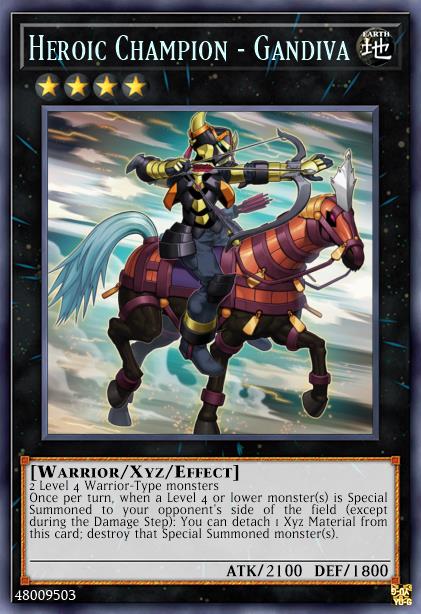 Heroic Champion - Gandiva
EARTH
地
[Warrior/Xyz/Effect]
2 Level 4 Warrior-Type monsters
Once per turn, when a Level 4 or lower monster(s) is Special
Summoned to your opponent's side of the field (except
during the Damage Step): You can detach 1 Xyz Material from
this card; destroy that Special Summoned monster(s).
ATK/2100 DEF/1800
48009503